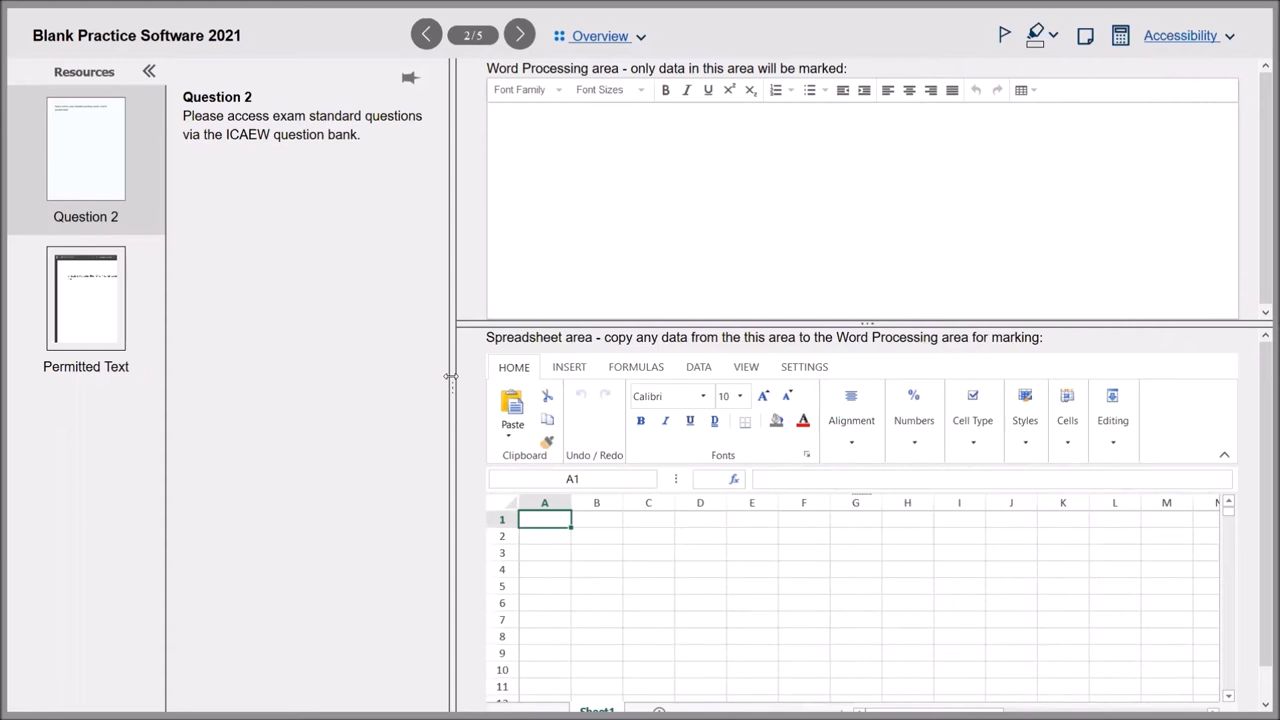 Blank Practice Software 2021
2/5
Overview
Accessibility
Resources
Question 2
Permitted Text
Question 2
Please access exam standard questions
via the ICAEW question bank.
Word Processing area - only data in this area will be marked:
Font Family Font Sizes B I U X² X₂
Spreadsheet area - copy any data from the this area to the Word Processing area for marking:
HOME INSERT FORMULAS DATA VIEW SETTINGS
Paste
Clipboard
Undo / Redo
Calibri 10 A A
B I U D A
Fonts
Alignment
%
Numbers
Cell Type
Styles
Cells
Editing
A1 fx
A B C D E F G H I J K L M N
1
2
3
4
5
6
7
8
9
10
11
Sheet1